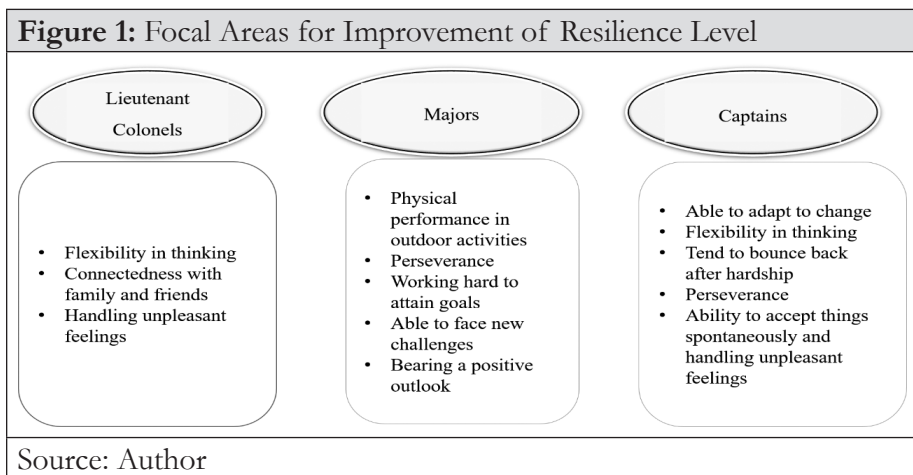 Figure 1: Focal Areas for Improvement of Resilience Level
Lieutenant
Colonels
• Flexibility in thinking
• Connectedness with
family and friends
• Handling unpleasant
feelings
Majors
• Physical
performance in
outdoor activities
• Perseverance
• Working hard to
attain goals
• Able to face new
challenges
• Bearing a positive
outlook
Captains
• Able to adapt to change
• Flexibility in thinking
• Tend to bounce back
after hardship
• Perseverance
• Ability to accept things
spontaneously and
handling unpleasant
feelings
Source: Author